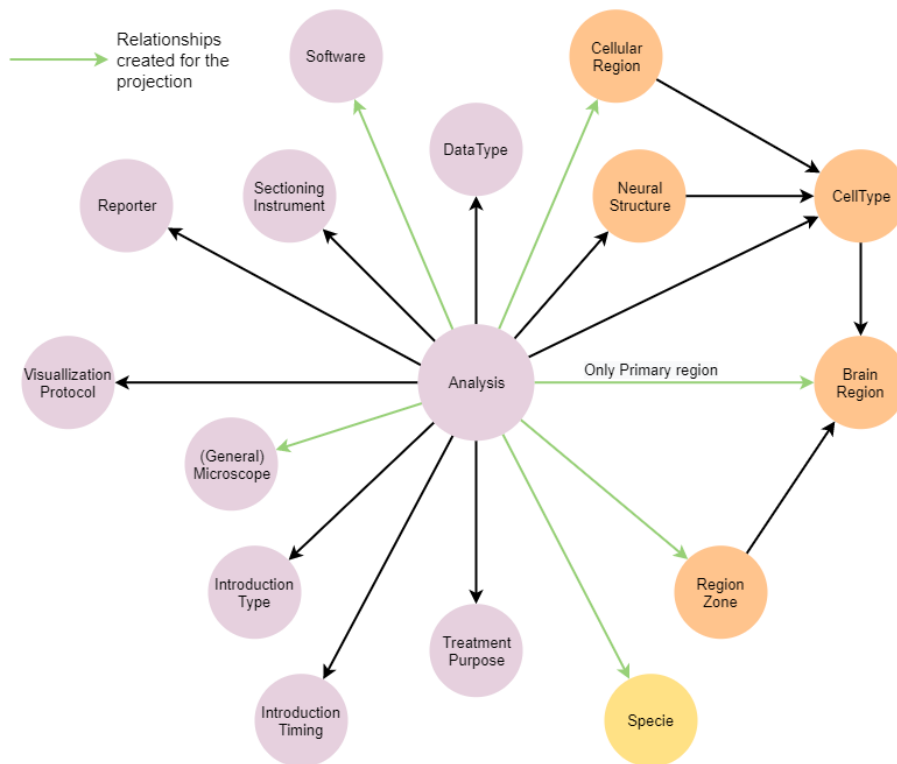 Relationships
created for the
projection
Software
Cellular
Region
DataType
Reporter
Sectioning
Instrument
Neural
Structure
CellType
Visuallization
Protocol
Analysis
Only Primary region
Brain
Region
(General)
Microscope
Introduction
Type
Region
Zone
Treatment
Purpose
Introduction
Timing
Specie